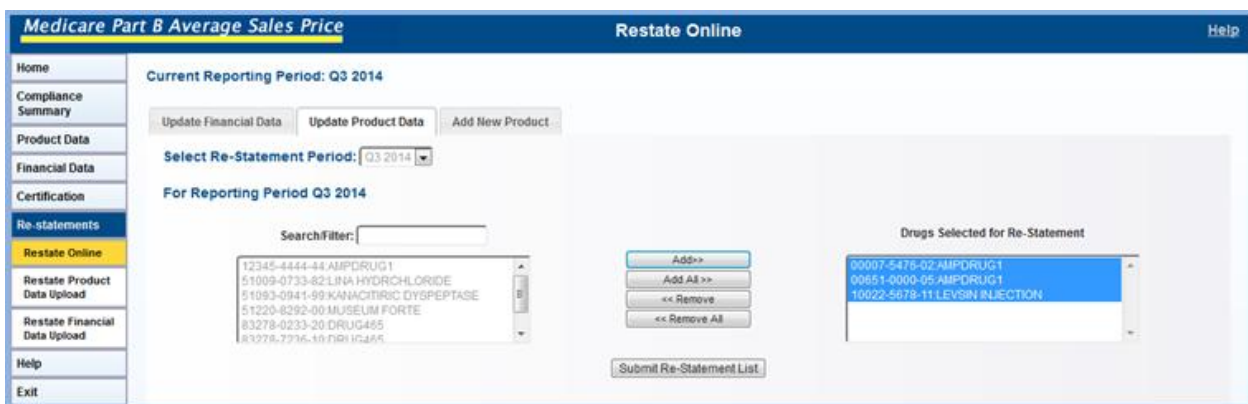 Medicare Part B Average Sales Price
Restate Online
Help
Home
Compliance
Summary
Product Data
Financial Data
Certification
Re-statements
Restate Online
Restate Product
Data Upload
Restate Financial
Data Upload
Help
Exit
Current Reporting Period: Q3 2014
Update Financial Data
Update Product Data
Add New Product
Select Re-Statement Period: Q3 2014
For Reporting Period Q3 2014
Search/Filter:
12345-4444-44:AMPDRUG1
51009-0733-82:LINA HYDRCHLORIDE
51093-0941-99:KANACITIRIC DYSPEPTASE
51220-8292-00:MUSEUM FORTE
83278-0233-20:DRUG465
83278-7236-10:DRUG465
Add>>
Add All >>
<< Remove
<< Remove All
Drugs Selected for Re-Statement
00007-5476-02:AMPDRUG1
00651-0000-05:AMPDRUG1
10022-5678-11:LEVSIN INJECTION
Submit Re-Statement List